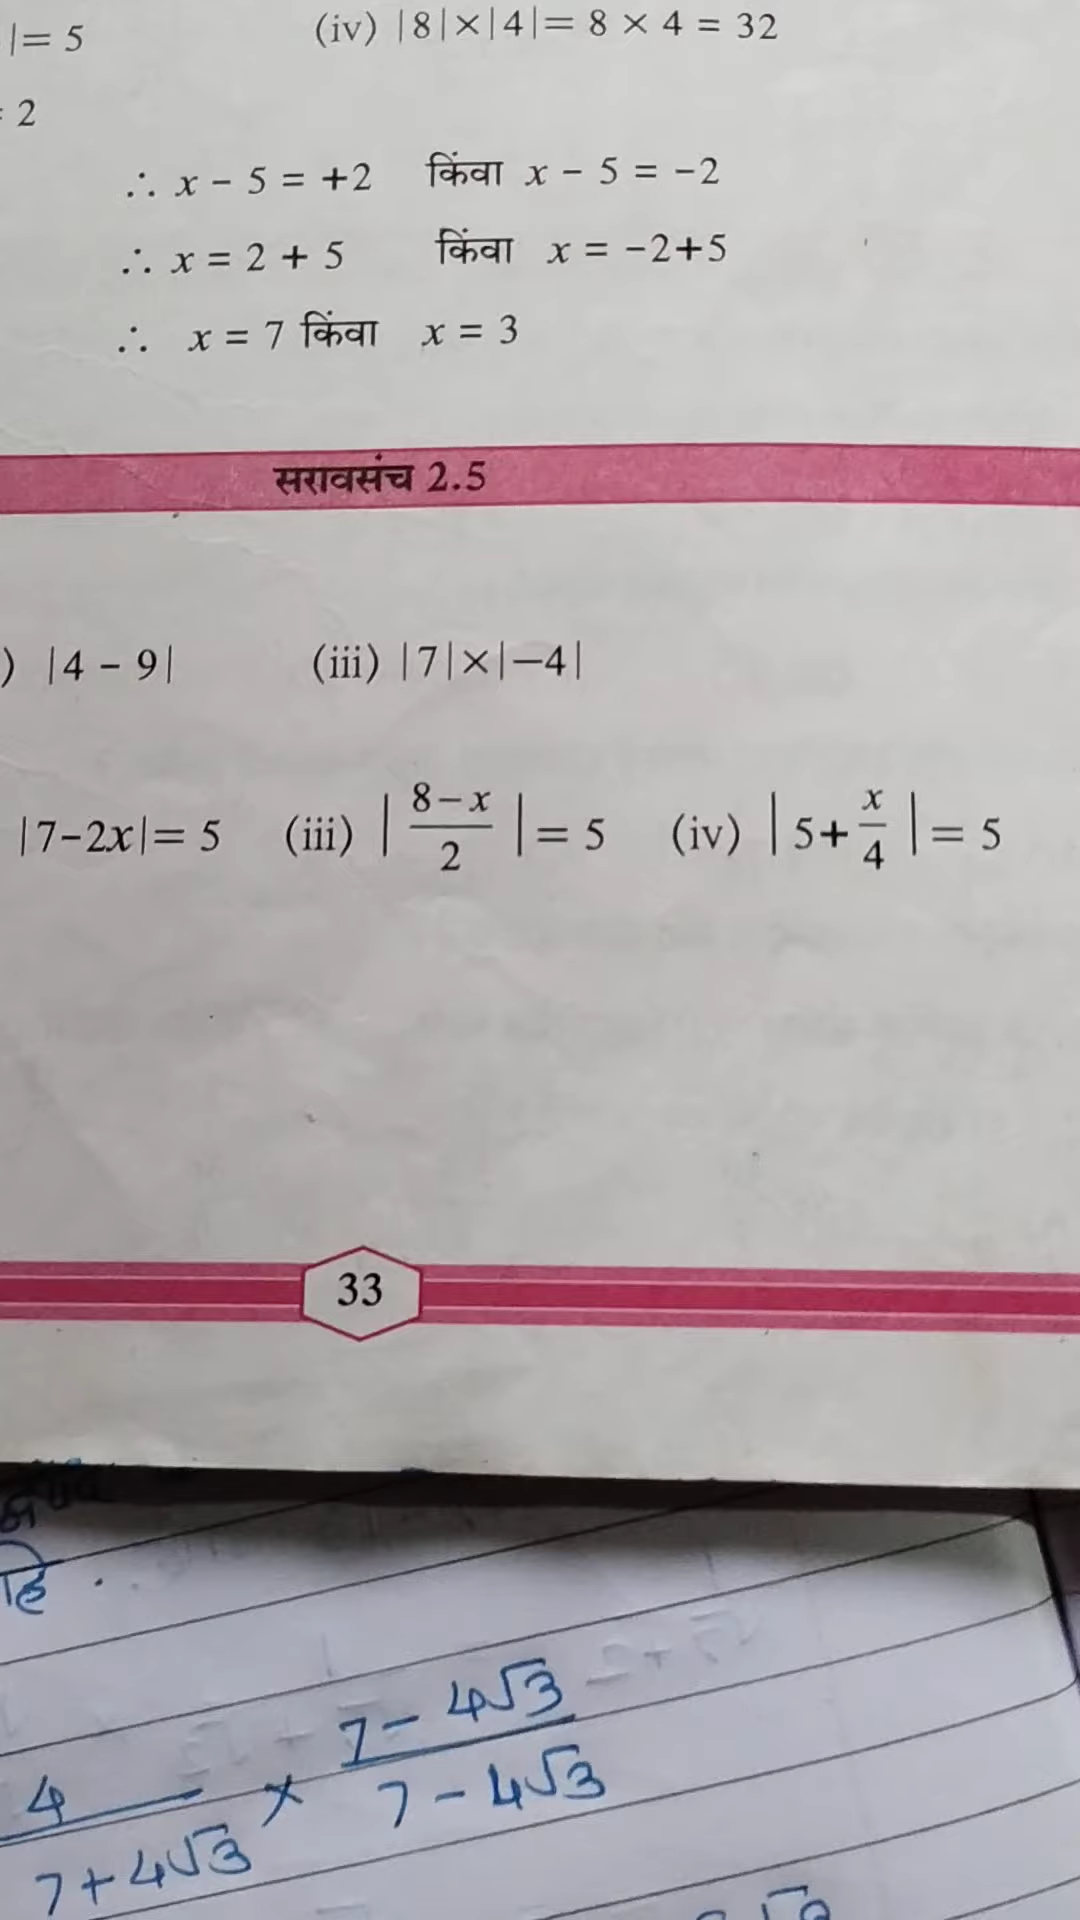 |= 5 (iv) |8|×|4|= 8 × 4 = 32
= 2
∴ x – 5 = +2 किंवा x – 5 = –2
∴ x = 2 + 5 किंवा x = –2+5
∴ x = 7 किंवा x = 3
सरावसंच 2.5
) |4 – 9| (iii) |7|×|–4|
|7–2x|= 5 (iii) | 8–x/2 |= 5 (iv) | 5+ x/4 |= 5
33
हि .
4/7+4√3 × 7–4√3/7–4√3